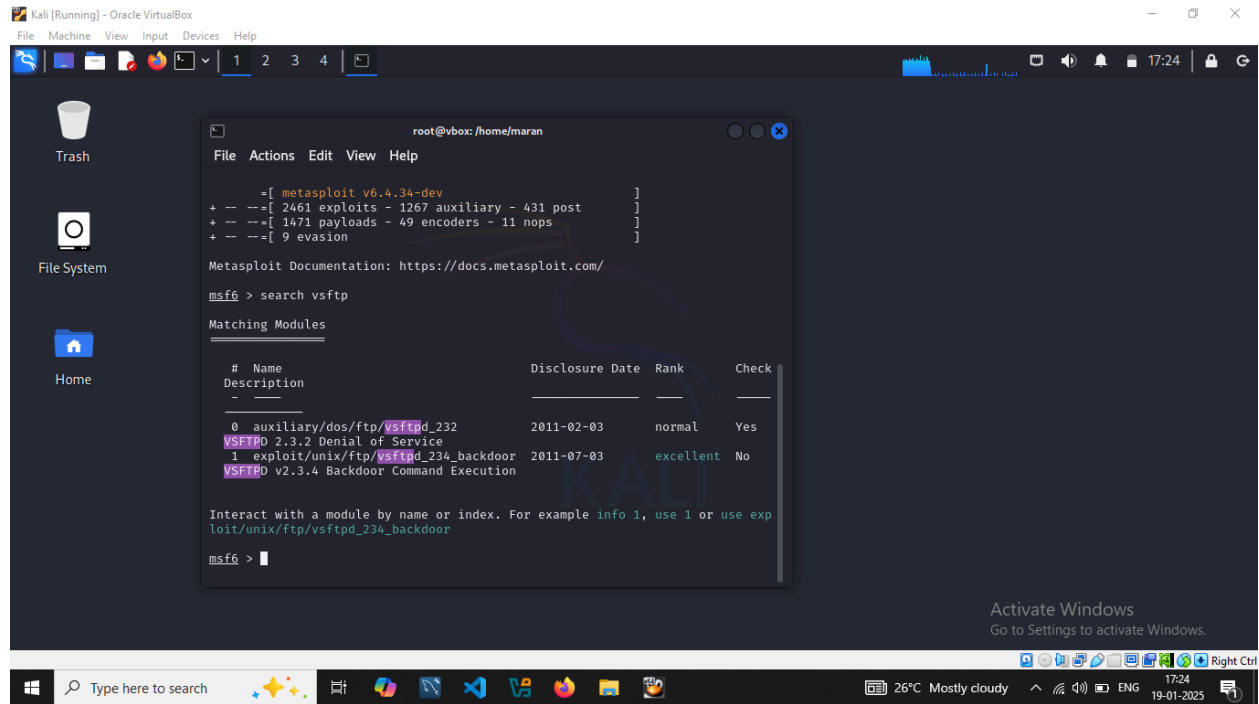 Kali [Running] - Oracle VirtualBox
File Machine View Input Devices Help
1 2 3 4
17:24
Trash
File System
Home
root@vbox: /home/maran
File Actions Edit View Help
=[ metasploit v6.4.34-dev ]
+ -- --=[ 2461 exploits - 1267 auxiliary - 431 post ]
+ -- --=[ 1471 payloads - 49 encoders - 11 nops ]
+ -- --=[ 9 evasion ]
Metasploit Documentation: https://docs.metasploit.com/
msf6 > search vsftp
Matching Modules
================
# Name Disclosure Date Rank Check
Description
- ---- --------------- ---- -----
-----------
0 auxiliary/dos/ftp/vsftpd_232 2011-02-03 normal Yes
VSFTPD 2.3.2 Denial of Service
1 exploit/unix/ftp/vsftpd_234_backdoor 2011-07-03 excellent No
VSFTPD v2.3.4 Backdoor Command Execution
Interact with a module by name or index. For example info 1, use 1 or use exp
loit/unix/ftp/vsftpd_234_backdoor
msf6 >
KALI
Activate Windows
Go to Settings to activate Windows.
Right Ctrl
Type here to search
26°C Mostly cloudy
ENG
17:24
19-01-2025
1